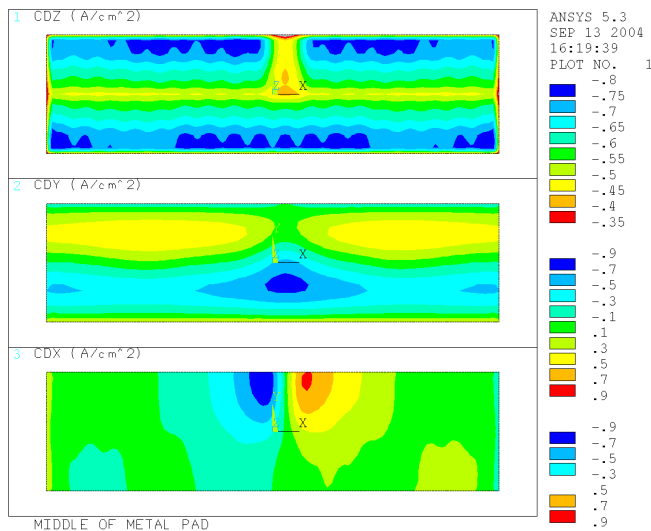 1 CDZ (A/cm^2)
Z X
2 CDY (A/cm^2)
X
3 CDX (A/cm^2)
X
MIDDLE OF METAL PAD
ANSYS 5.3
SEP 13 2004
16:19:39
PLOT NO. 1
-.8
-.75
-.7
-.65
-.6
-.55
-.5
-.45
-.4
-.35
-.9
-.7
-.5
-.3
-.1
.1
.3
.5
.7
.9
-.9
-.7
-.5
-.3
.5
.7
.9